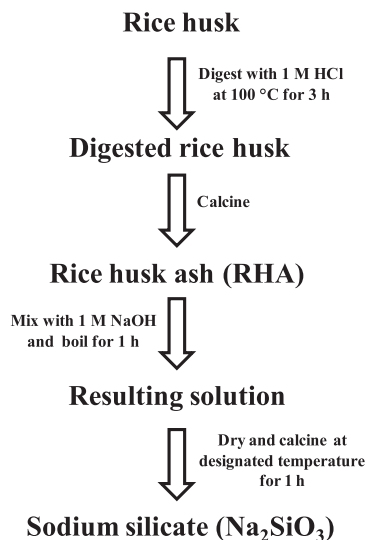 Rice husk
Digest with 1 M HCl
at 100 °C for 3 h
Digested rice husk
Calcine
Rice husk ash (RHA)
Mix with 1 M NaOH
and boil for 1 h
Resulting solution
Dry and calcine at
designated temperature
for 1 h
Sodium silicate (Na₂SiO₃)